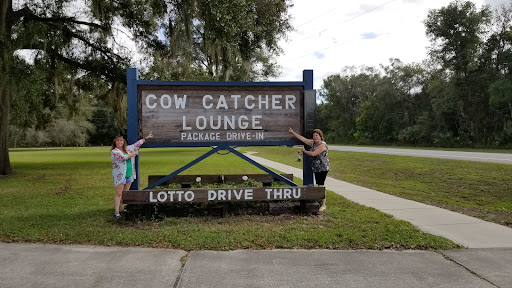 COW CATCHER
LOUNGE
PACKAGE DRIVE-IN
LOTTO DRIVE THRU